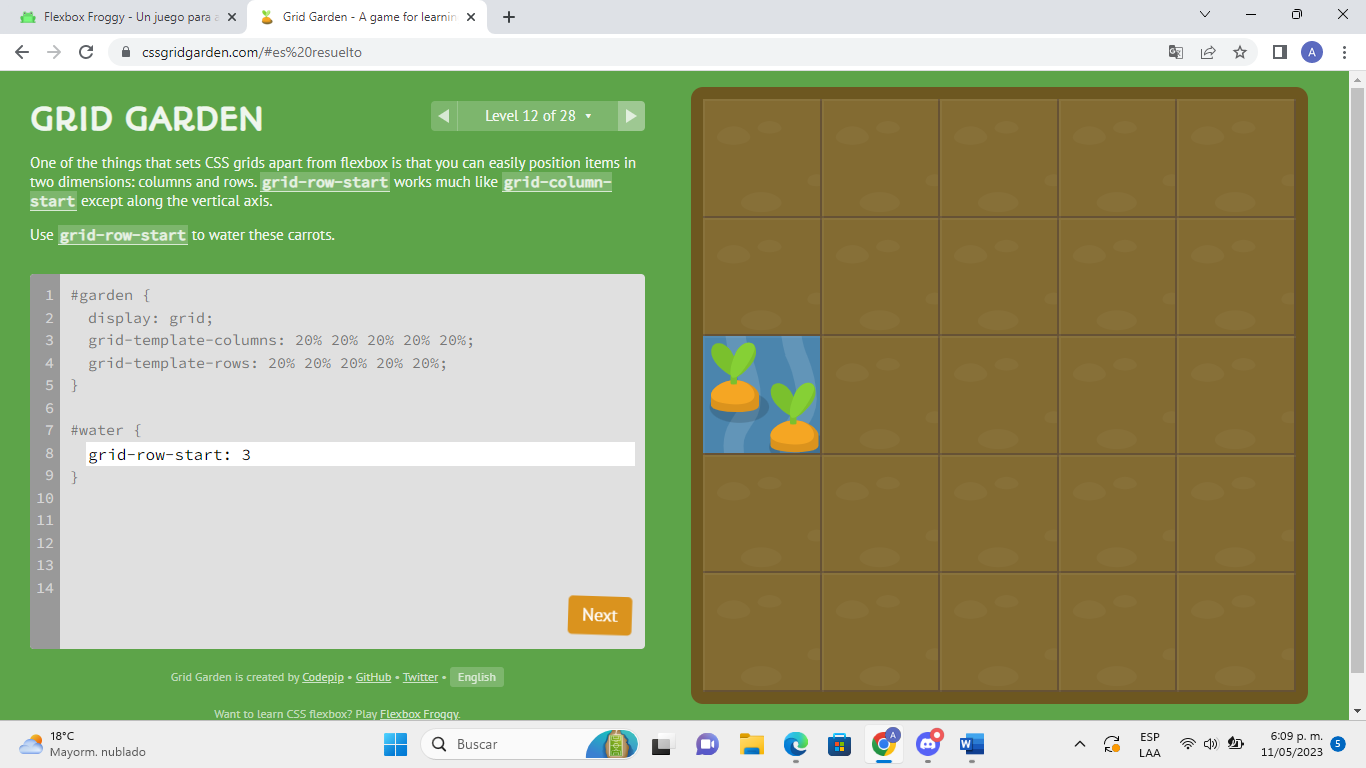 Flexbox Froggy - Un juego para a
Grid Garden - A game for learnin
cssgridgarden.com/#es%20resuelto
A
GRID GARDEN
Level 12 of 28
One of the things that sets CSS grids apart from flexbox is that you can easily position items in
two dimensions: columns and rows. grid-row-start works much like grid-column-
start except along the vertical axis.
Use grid-row-start to water these carrots.
1 #garden {
2 display: grid;
3 grid-template-columns: 20% 20% 20% 20% 20%;
4 grid-template-rows: 20% 20% 20% 20% 20%;
5 }
6
7 #water {
8 grid-row-start: 3
9 }
10
11
12
13
14
Next
Grid Garden is created by Codepip • GitHub • Twitter • English
Want to learn CSS flexbox? Play Flexbox Froggy.
18°C
Mayorm. nublado
Buscar
A
W
ESP
LAA
6:09 p. m.
11/05/2023
5